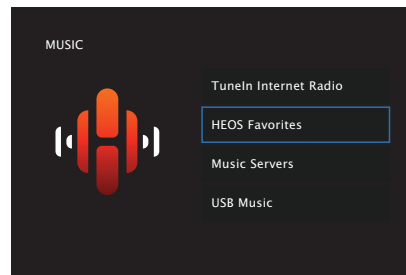 MUSIC
TuneIn Internet Radio
HEOS Favorites
Music Servers
USB Music